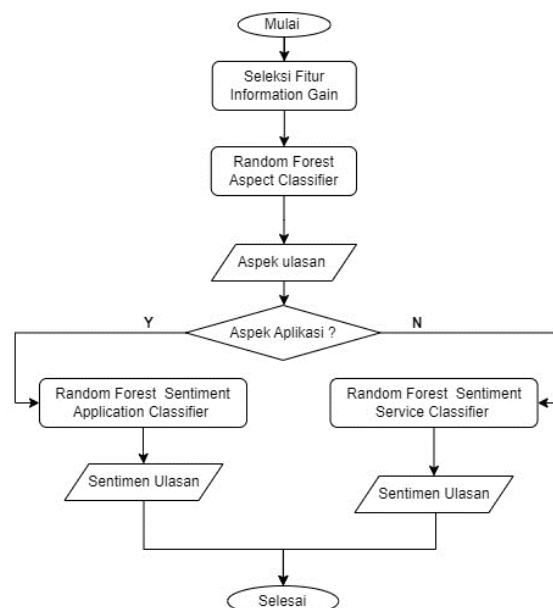 Mulai
Seleksi Fitur
Information Gain
Random Forest
Aspect Classifier
Aspek ulasan
Y
Aspek Aplikasi ?
N
Random Forest Sentiment
Application Classifier
Random Forest Sentiment
Service Classifier
Sentimen Ulasan
Sentimen Ulasan
Selesai